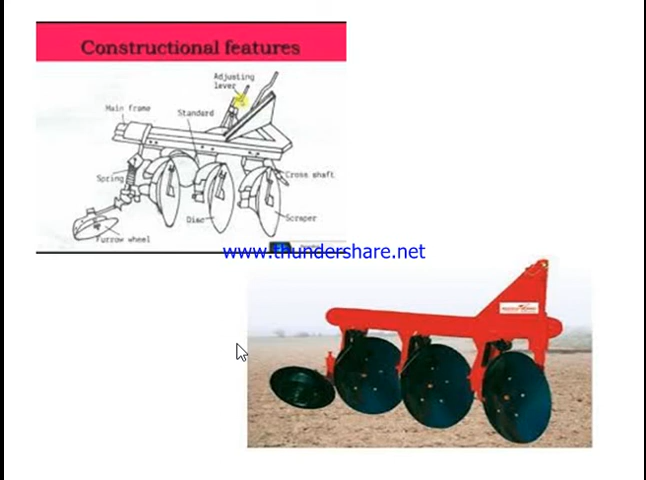 Constructional features
Adjusting
lever
Main frame
Standard
Spring
Cross shaft
Disc
Scraper
Furrow wheel
www.thundershare.net